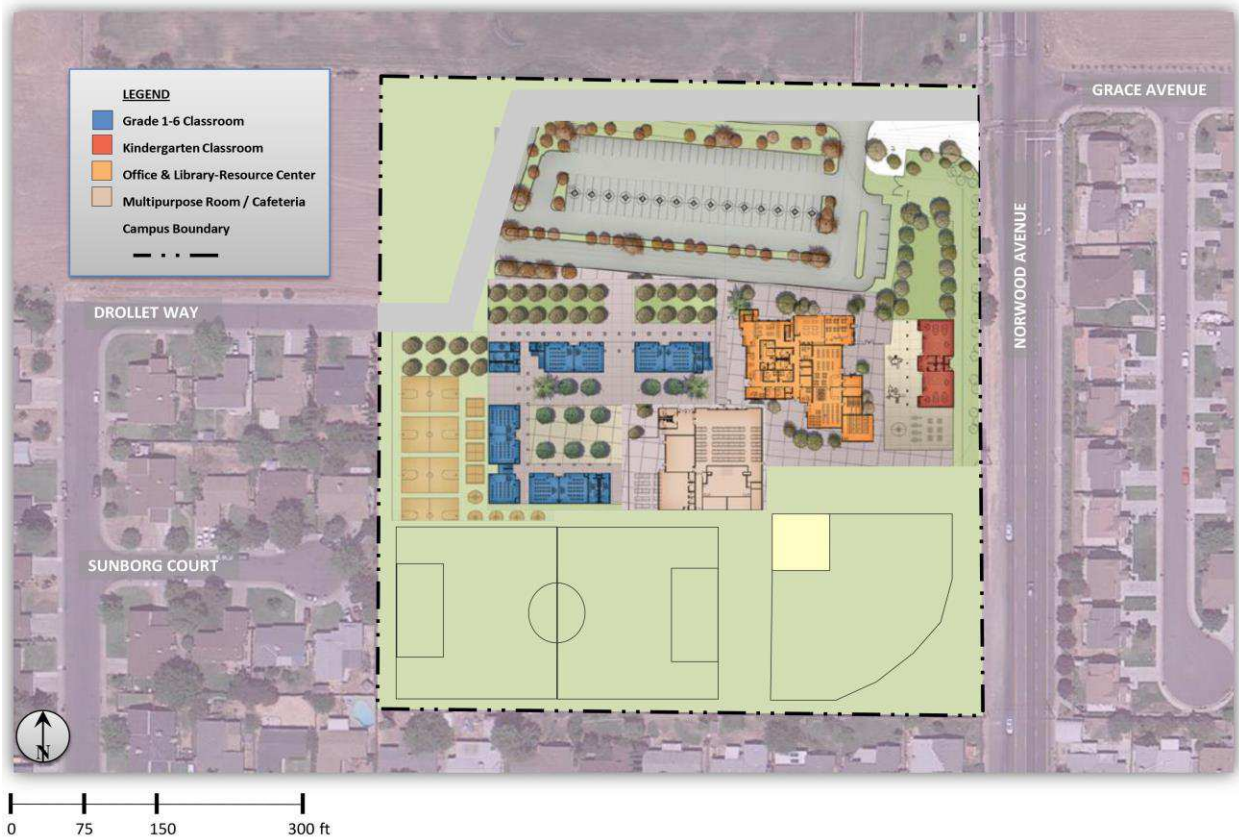 LEGEND
Grade 1-6 Classroom
Kindergarten Classroom
Office & Library-Resource Center
Multipurpose Room / Cafeteria
Campus Boundary
GRACE AVENUE
NORWOOD AVENUE
DROLLET WAY
SUNBORG COURT
N
0 75 150 300 ft